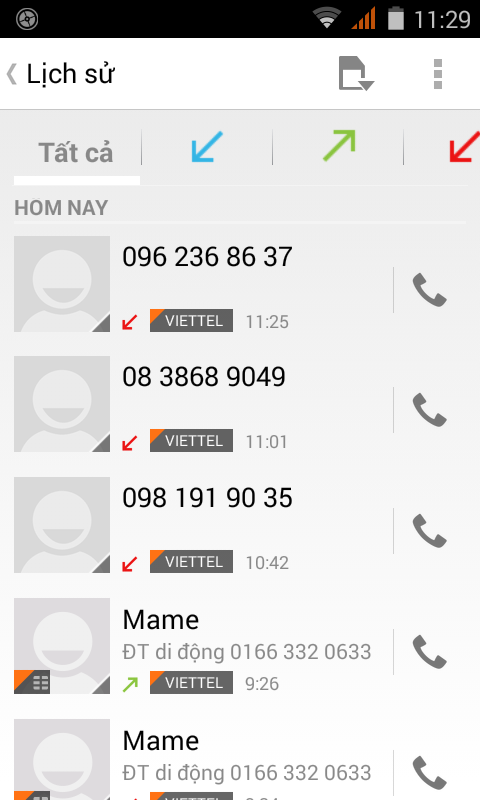 11:29
Lịch sử
Tất cả
HOM NAY
096 236 86 37
VIETTEL 11:25
08 3868 9049
VIETTEL 11:01
098 191 90 35
VIETTEL 10:42
Mame
ĐT di động 0166 332 0633
VIETTEL 9:26
Mame
ĐT di động 0166 332 0633
VIETTEL